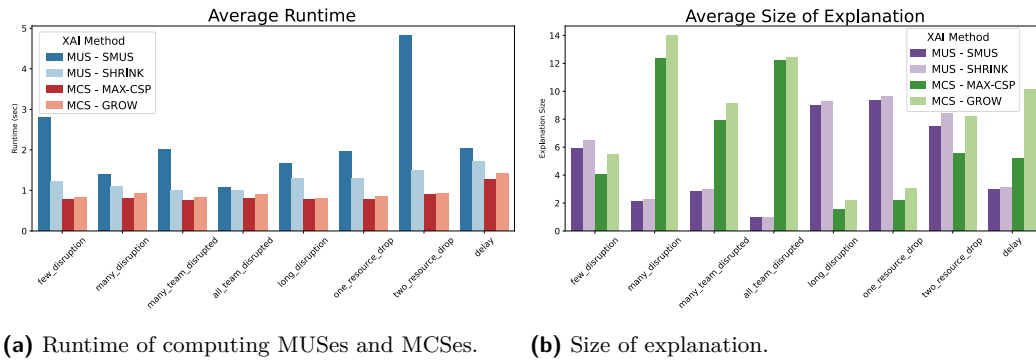 Average Runtime
5
4
3
2
1
0
Runtime (sec)
XAI Method
MUS - SMUS
MUS - SHRINK
MCS - MAX-CSP
MCS - GROW
few_disruption
many_disruption
many_team_disrupted
all_team_disrupted
long_disruption
one_resource_drop
two_resource_drop
delay
(a) Runtime of computing MUSes and MCSes.
Average Size of Explanation
14
12
10
8
6
4
2
0
Explanation Size
XAI Method
MUS - SMUS
MUS - SHRINK
MCS - MAX-CSP
MCS - GROW
few_disruption
many_disruption
many_team_disrupted
all_team_disrupted
long_disruption
one_resource_drop
two_resource_drop
delay
(b) Size of explanation.